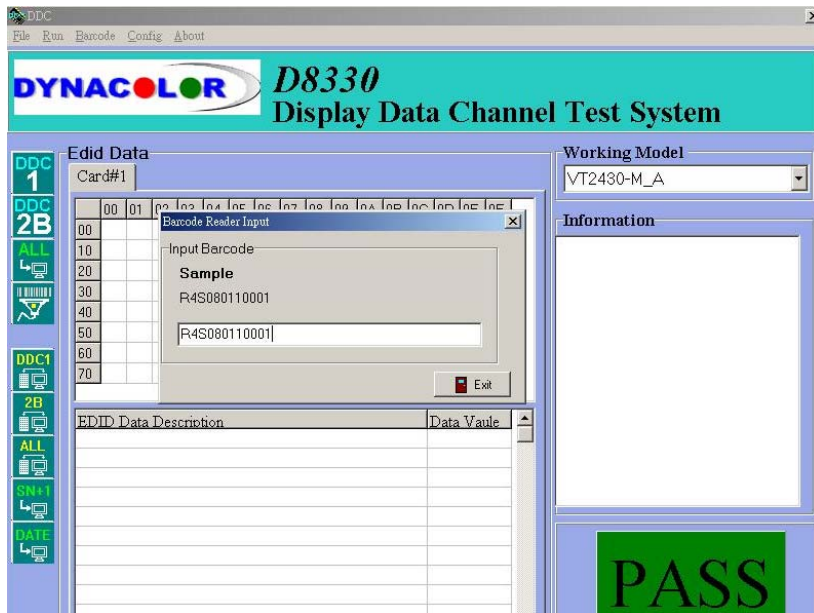 DDC
File Run Barcode Config About
DYNACOLOR
D8330
Display Data Channel Test System
DDC
1
DDC
2B
ALL
DDC1
2B
ALL
SN+1
DATE
Edid Data
Card#1
00 01 02 03 04 05 06 07 08 09 0A 0B 0C 0D 0E 0F
00
10
20
30
40
50
60
70
Barcode Reader Input
Input Barcode
Sample
R4S080110001
R4S080110001
Exit
EDID Data Description Data Vaule
Working Model
VT2430-M_A
Information
PASS